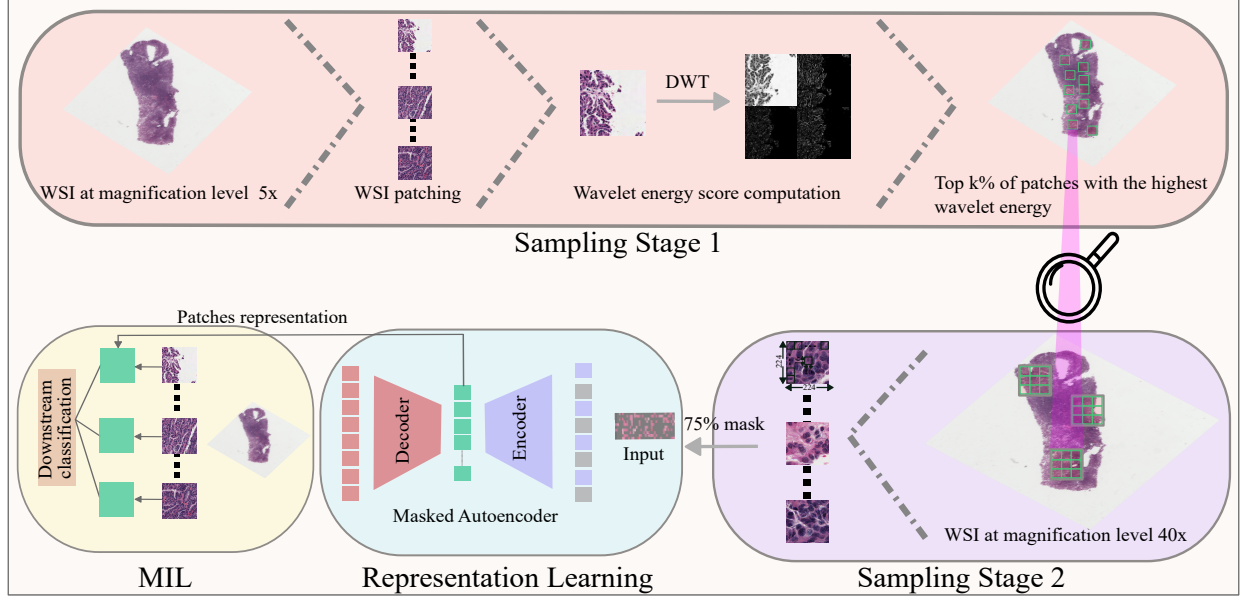 WSI at magnification level 5x
WSI patching
DWT
Wavelet energy score computation
Top k% of patches with the highest
wavelet energy
Sampling Stage 1
Patches representation
Downstream
classification
MIL
Decoder
Encoder
Masked Autoencoder
Input
Representation Learning
75% mask
224
224
WSI at magnification level 40x
Sampling Stage 2